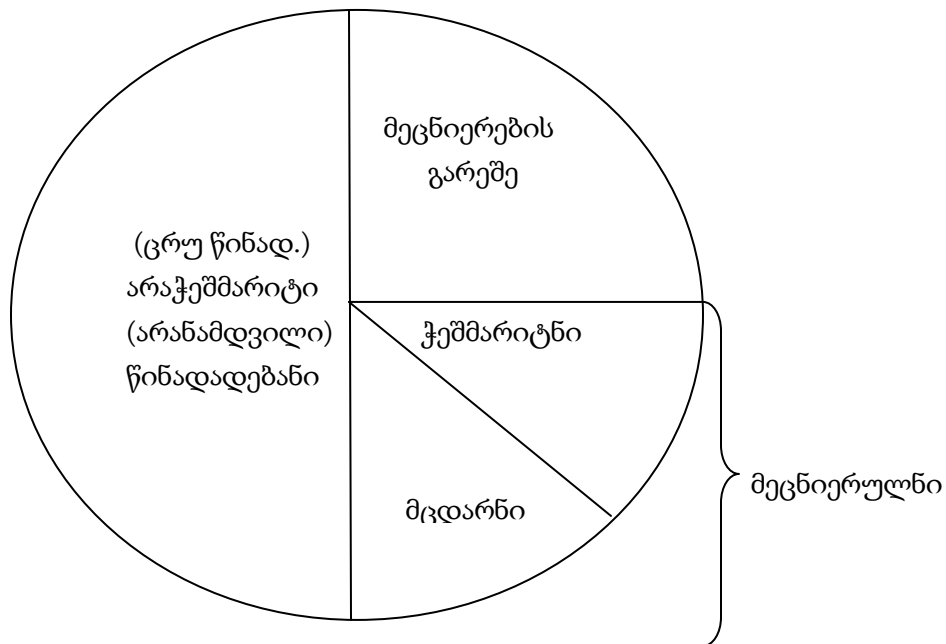 მეცნიერების
გარეშე
(ცრუ წინად.)
არაჭეშმარიტი
(არანამდვილი)
წინადადებანი
ჭეშმარიტნი
მცდარნი
მეცნიერულნი